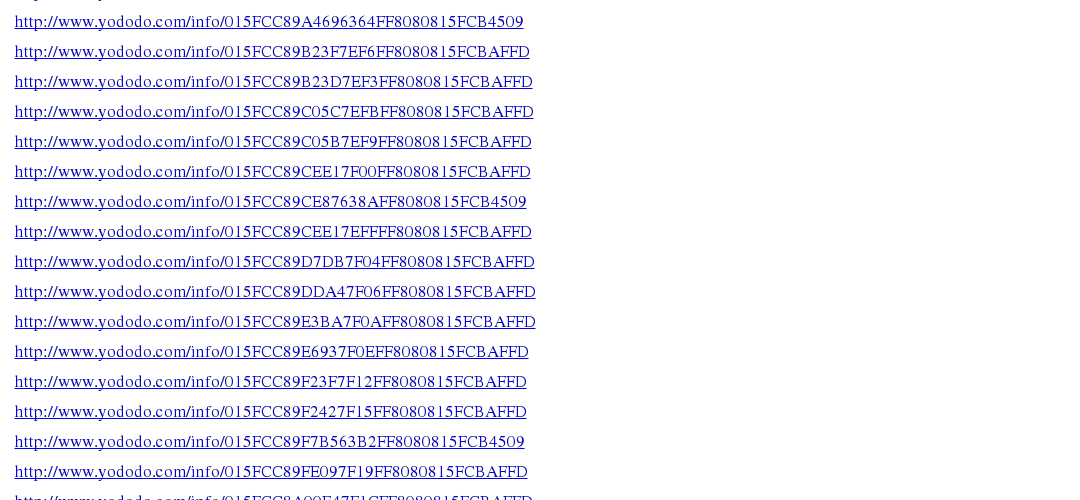 http://www.yododo.com/info/015FCC89A4696364FF8080815FCB4509
http://www.yododo.com/info/015FCC89B23F7EF6FF8080815FCBAFFD
http://www.yododo.com/info/015FCC89B23D7EF3FF8080815FCBAFFD
http://www.yododo.com/info/015FCC89C05C7EFBFF8080815FCBAFFD
http://www.yododo.com/info/015FCC89C05B7EF9FF8080815FCBAFFD
http://www.yododo.com/info/015FCC89CEE17F00FF8080815FCBAFFD
http://www.yododo.com/info/015FCC89CE87638AFF8080815FCB4509
http://www.yododo.com/info/015FCC89CEE17EFFFF8080815FCBAFFD
http://www.yododo.com/info/015FCC89D7DB7F04FF8080815FCBAFFD
http://www.yododo.com/info/015FCC89DDA47F06FF8080815FCBAFFD
http://www.yododo.com/info/015FCC89E3BA7F0AFF8080815FCBAFFD
http://www.yododo.com/info/015FCC89E6937F0EFF8080815FCBAFFD
http://www.yododo.com/info/015FCC89F23F7F12FF8080815FCBAFFD
http://www.yododo.com/info/015FCC89F2427F15FF8080815FCBAFFD
http://www.yododo.com/info/015FCC89F7B563B2FF8080815FCB4509
http://www.yododo.com/info/015FCC89FE097F19FF8080815FCBAFFD